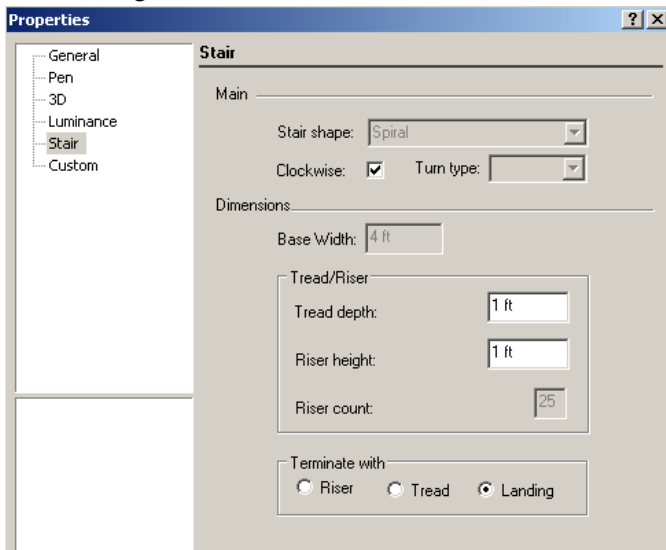 Properties
General
Pen
3D
Luminance
Stair
Custom
Stair
Main
Stair shape: Spiral
Clockwise: Turn type:
Dimensions
Base Width: 4 ft
Tread/Riser
Tread depth: 1 ft
Riser height: 1 ft
Riser count: 25
Terminate with
Riser Tread Landing